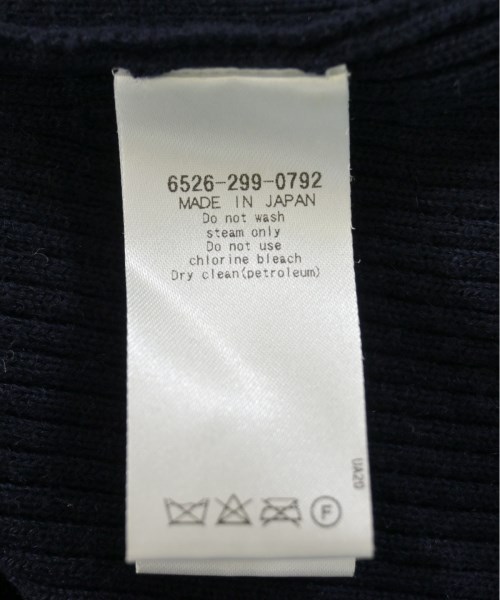 6526-299-0792
MADE IN JAPAN
Do not wash
steam only
Do not use
chlorine bleach
Dry clean(petroleum)
UA29
F